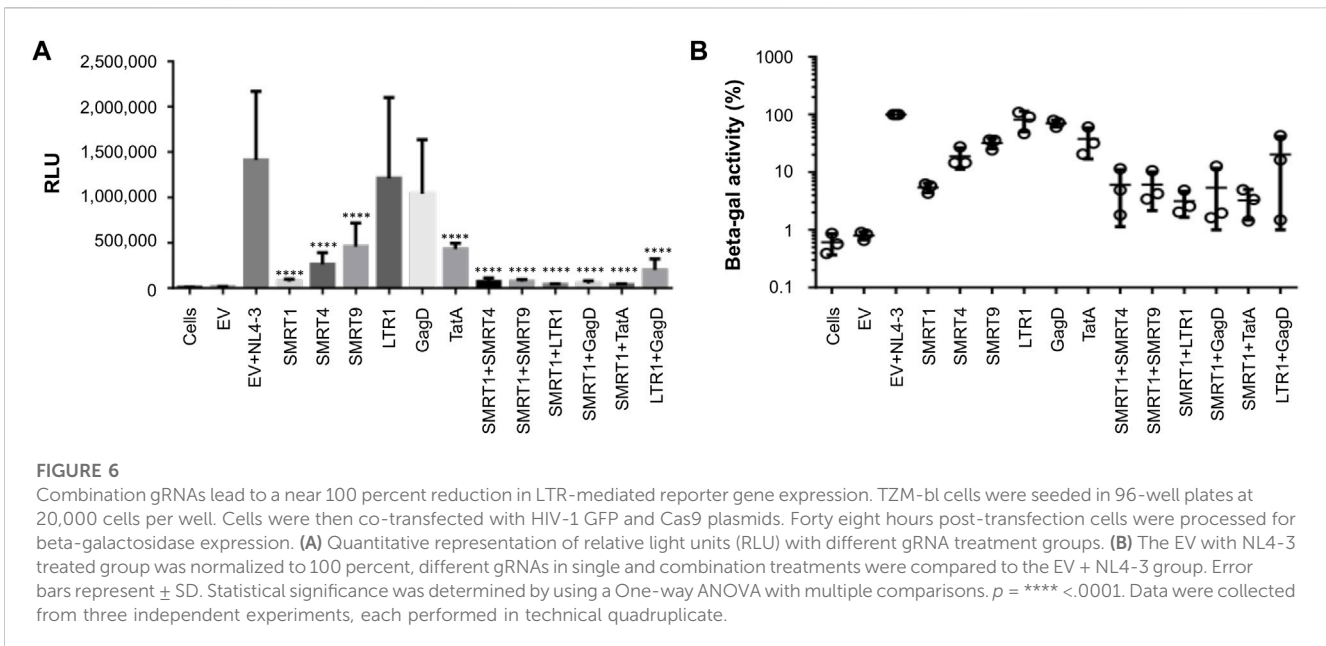 A
2,500,000
2,000,000
1,500,000
1,000,000
500,000
0
RLU
****
****
****
****
****
****
****
****
****
****
Cells
EV
EV+NL4-3
SMRT1
SMRT4
SMRT9
LTR1
GagD
TatA
SMRT1+SMRT4
SMRT1+SMRT9
SMRT1+LTR1
SMRT1+GagD
SMRT1+TatA
LTR1+GagD
B
1000
100
10
1
0.1
Beta-gal activity (%)
Cells
EV
EV+NL4-3
SMRT1
SMRT4
SMRT9
LTR1
GagD
TatA
SMRT1+SMRT4
SMRT1+SMRT9
SMRT1+LTR1
SMRT1+GagD
SMRT1+TatA
LTR1+GagD
FIGURE 6
Combination gRNAs lead to a near 100 percent reduction in LTR-mediated reporter gene expression. TZM-bl cells were seeded in 96-well plates at
20,000 cells per well. Cells were then co-transfected with HIV-1 GFP and Cas9 plasmids. Forty eight hours post-transfection cells were processed for
beta-galactosidase expression. (A) Quantitative representation of relative light units (RLU) with different gRNA treatment groups. (B) The EV with NL4-3
treated group was normalized to 100 percent, different gRNAs in single and combination treatments were compared to the EV + NL4-3 group. Error
bars represent ± SD. Statistical significance was determined by using a One-way ANOVA with multiple comparisons. p = **** <.0001. Data were collected
from three independent experiments, each performed in technical quadruplicate.